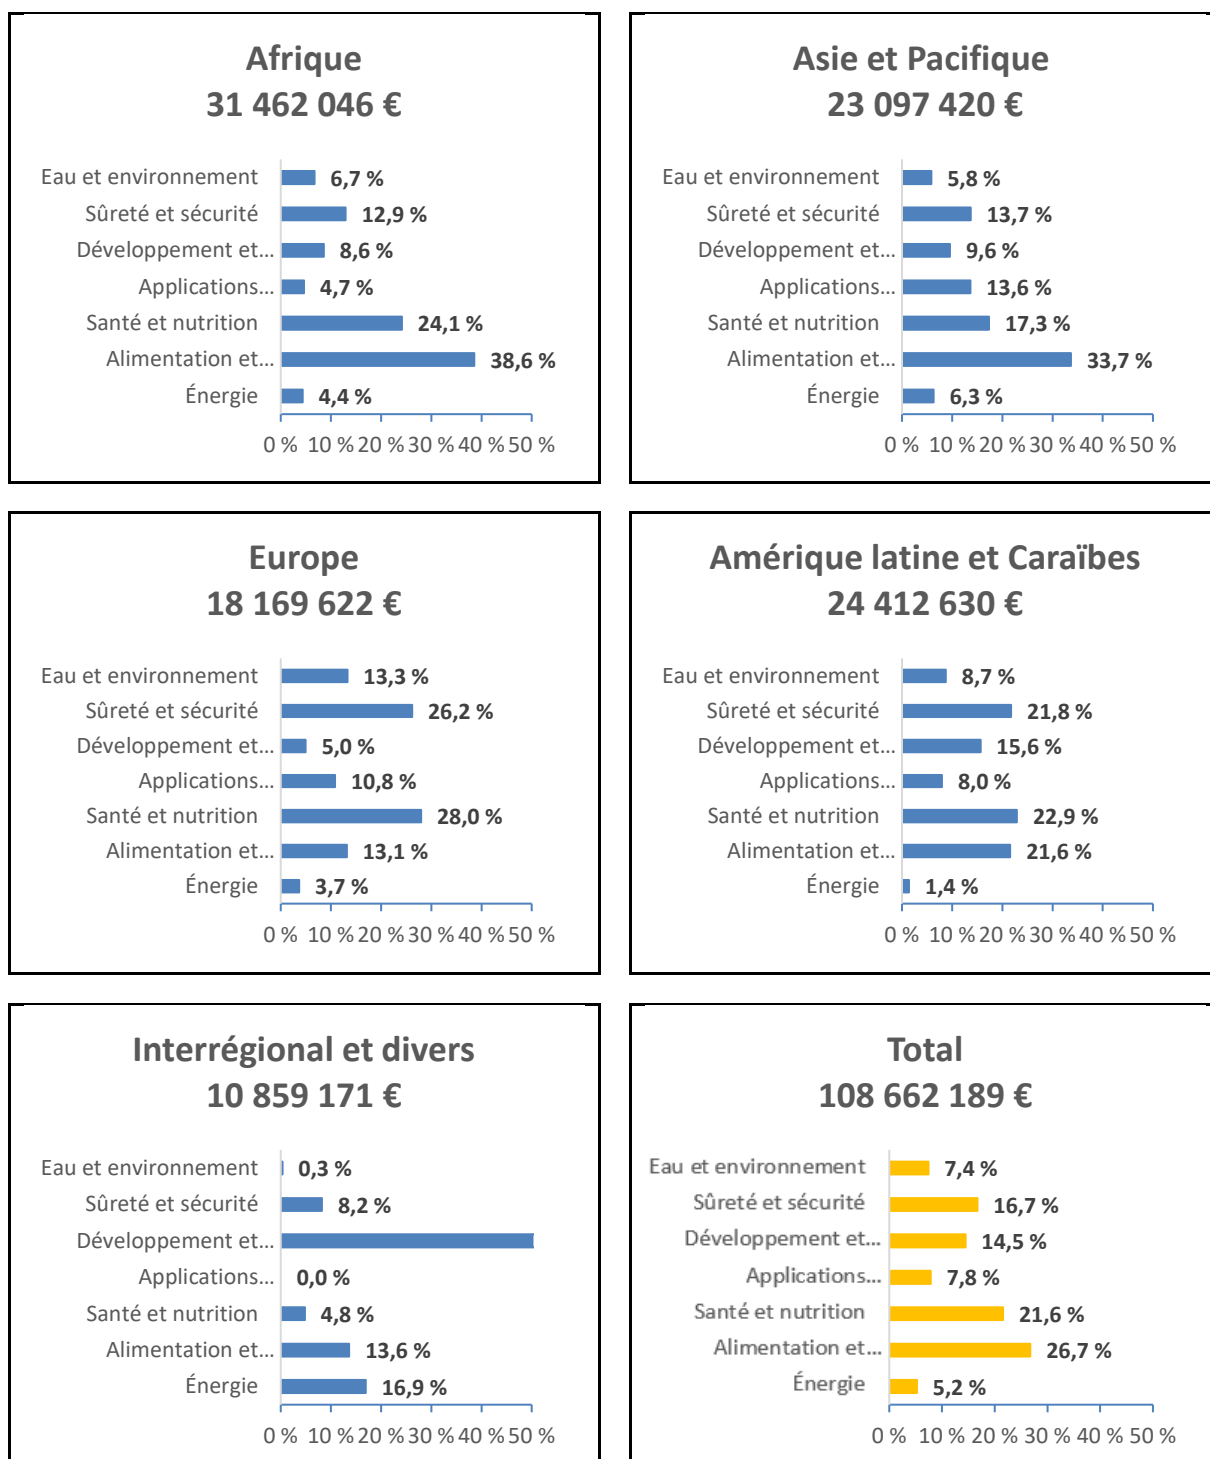 Afrique
31 462 046 €
Eau et environnement 6,7 %
Sûreté et sécurité 12,9 %
Développement et... 8,6 %
Applications... 4,7 %
Santé et nutrition 24,1 %
Alimentation et... 38,6 %
Énergie 4,4 %
0 % 10 % 20 % 30 % 40 % 50 %
Asie et Pacifique
23 097 420 €
Eau et environnement 5,8 %
Sûreté et sécurité 13,7 %
Développement et... 9,6 %
Applications... 13,6 %
Santé et nutrition 17,3 %
Alimentation et... 33,7 %
Énergie 6,3 %
0 % 10 % 20 % 30 % 40 % 50 %
Europe
18 169 622 €
Eau et environnement 13,3 %
Sûreté et sécurité 26,2 %
Développement et... 5,0 %
Applications... 10,8 %
Santé et nutrition 28,0 %
Alimentation et... 13,1 %
Énergie 3,7 %
0 % 10 % 20 % 30 % 40 % 50 %
Amérique latine et Caraïbes
24 412 630 €
Eau et environnement 8,7 %
Sûreté et sécurité 21,8 %
Développement et... 15,6 %
Applications... 8,0 %
Santé et nutrition 22,9 %
Alimentation et... 21,6 %
Énergie 1,4 %
0 % 10 % 20 % 30 % 40 % 50 %
Interrégional et divers
10 859 171 €
Eau et environnement 0,3 %
Sûreté et sécurité 8,2 %
Développement et...
Applications... 0,0 %
Santé et nutrition 4,8 %
Alimentation et... 13,6 %
Énergie 16,9 %
0 % 10 % 20 % 30 % 40 % 50 %
Total
108 662 189 €
Eau et environnement 7,4 %
Sûreté et sécurité 16,7 %
Développement et... 14,5 %
Applications... 7,8 %
Santé et nutrition 21,6 %
Alimentation et... 26,7 %
Énergie 5,2 %
0 % 10 % 20 % 30 % 40 % 50 %